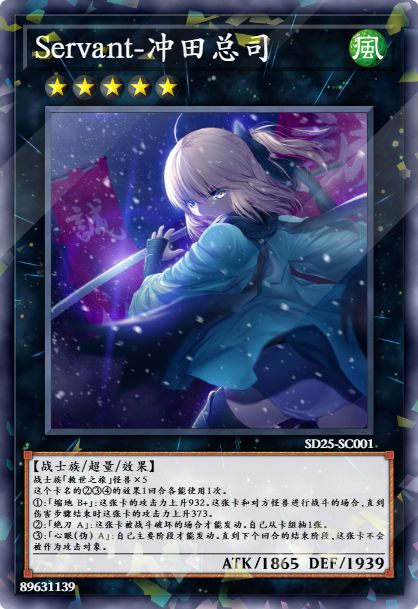 Servant-冲田总司
風
誠
SD25-SC001
【战士族/超量/效果】
战士族「救世之旅」怪兽×5
这个卡名的②③④的效果1回合各能使用1次。
①:「缩地 B+」:这张卡的攻击力上升932。这张卡和对方怪兽进行战斗的场合,直到
伤害步骤结束时这张卡的攻击力上升373。
②:「绝刀 A」:这张卡被战斗破坏的场合才能发动。自己从卡组抽1张。
③:「心眼(伪) A」:自己主要阶段才能发动。直到下个回合的结束阶段,这张卡不会
被作为攻击对象。
ATK/1865 DEF/1939
89631139